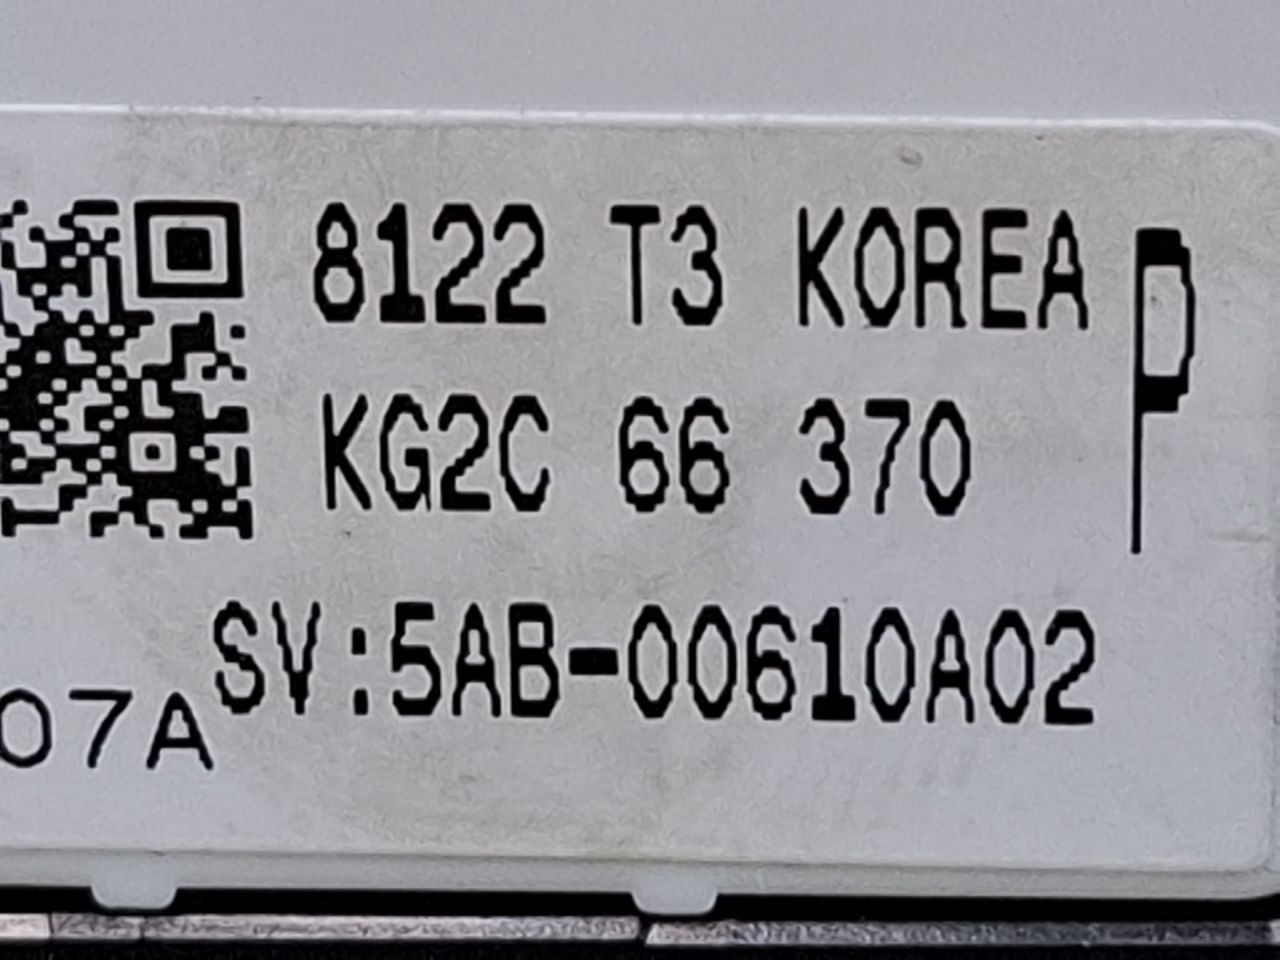 8122 T3 KOREA
P
KG2C 66 370
SV:5AB-00610A02
07A